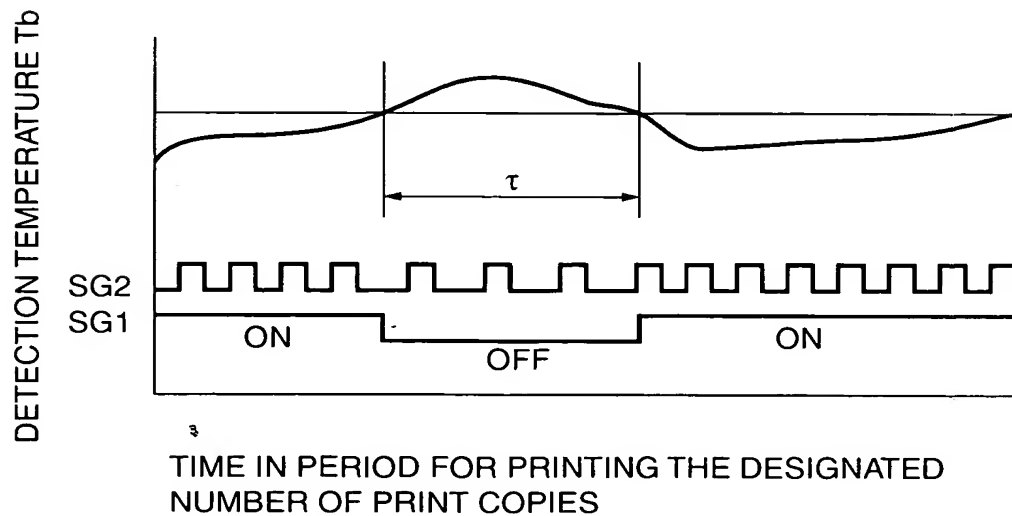 DETECTION TEMPERATURE Tb
τ
SG2
SG1
ON
OFF
ON
TIME IN PERIOD FOR PRINTING THE DESIGNATED
NUMBER OF PRINT COPIES